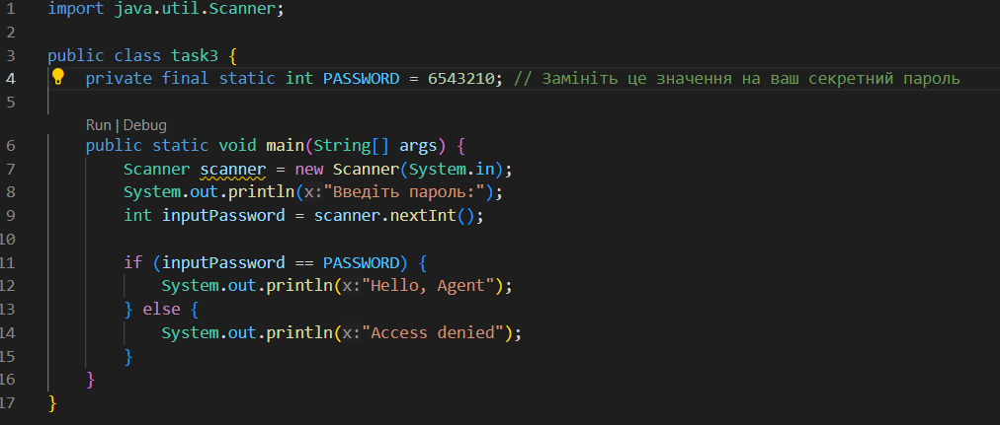 1 import java.util.Scanner;
2
3 public class task3 {
4 private final static int PASSWORD = 6543210; // Замініть це значення на ваш секретний пароль
5
Run | Debug
6 public static void main(String[] args) {
7 Scanner scanner = new Scanner(System.in);
8 System.out.println(x:"Введіть пароль:");
9 int inputPassword = scanner.nextInt();
10
11 if (inputPassword == PASSWORD) {
12 System.out.println(x:"Hello, Agent");
13 } else {
14 System.out.println(x:"Access denied");
15 }
16 }
17 }